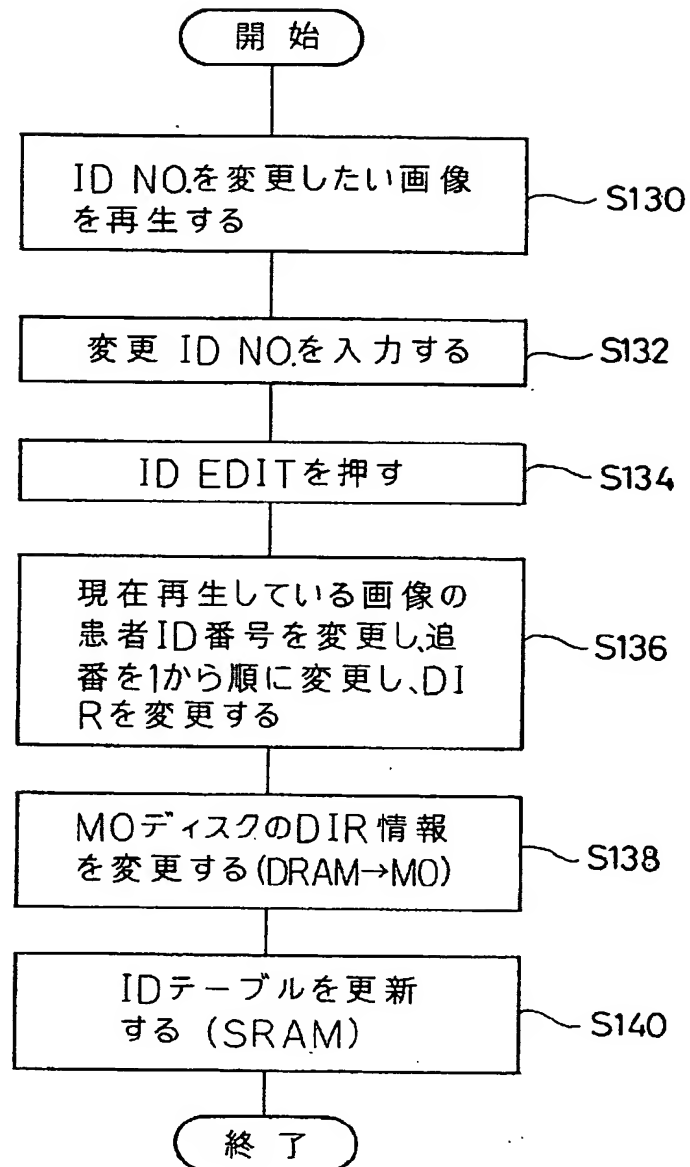 開始
ID NO.を変更したい画像
を再生する
S130
変更 ID NO.を入力する
S132
ID EDITを押す
S134
現在再生している画像の
患者ID番号を変更し、追
番を1から順に変更し、DI
Rを変更する
S136
MOディスクのDIR情報
を変更する(DRAM→MO)
S138
IDテーブルを更新
する (SRAM)
S140
終了